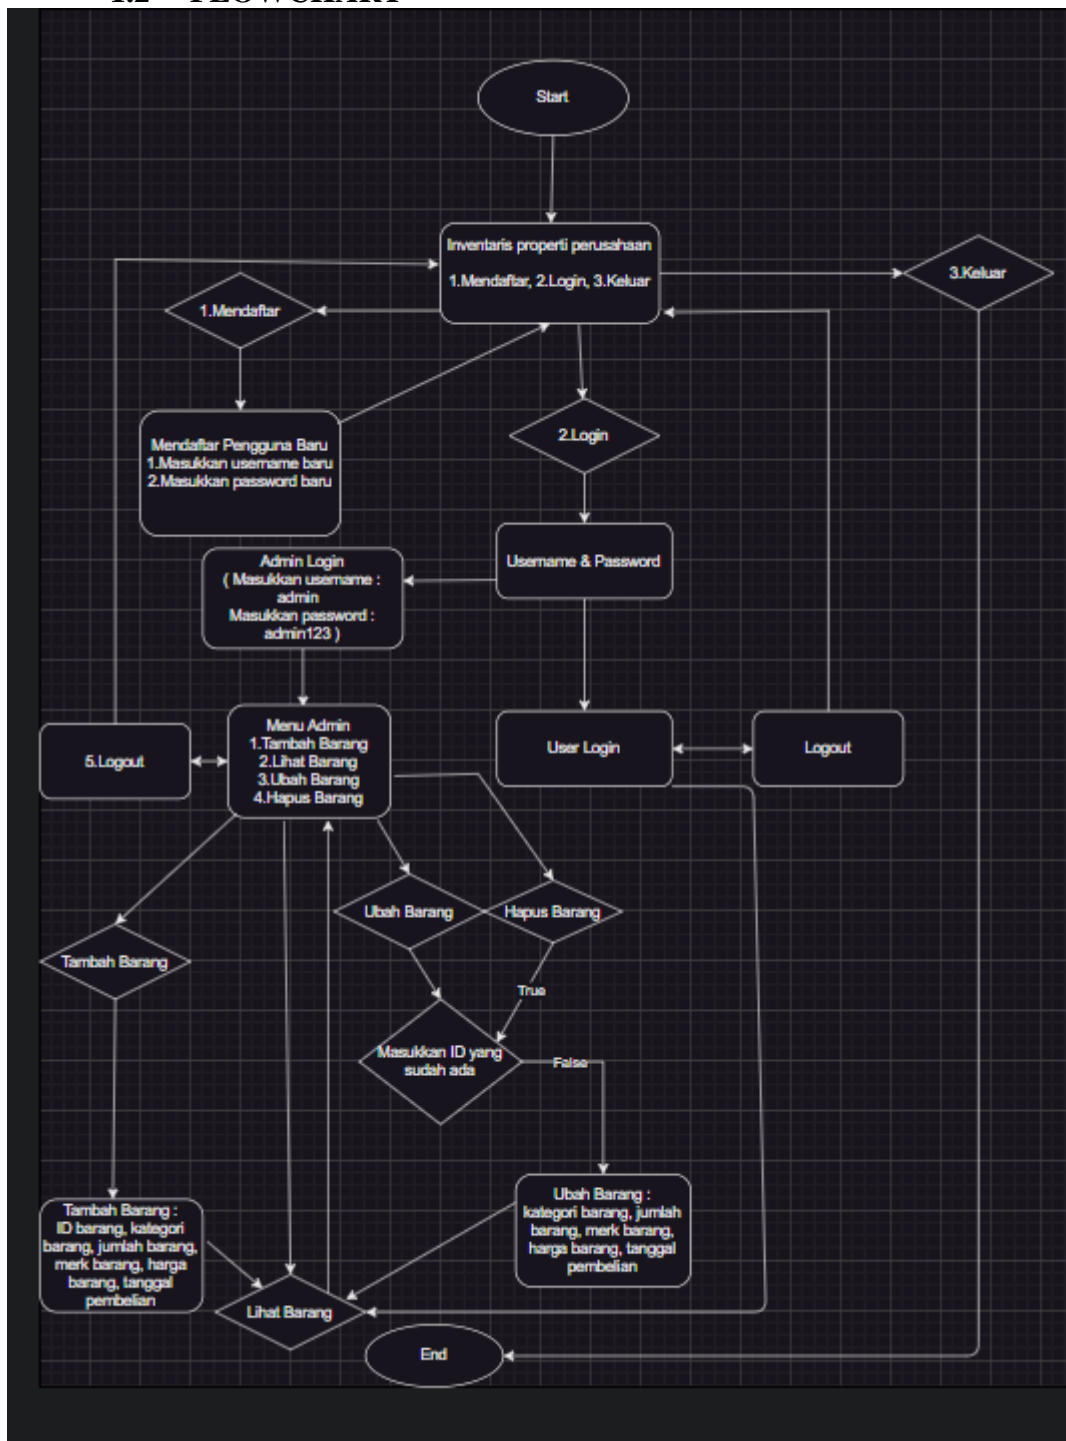 1.2 FLOWCHART
Start
Inventaris properti perusahaan
1.Mendaftar, 2.Login, 3.Keluar
3.Keluar
1.Mendaftar
2.Login
Mendaftar Pengguna Baru
1.Masukkan username baru
2.Masukkan password baru
Username & Password
Admin Login
( Masukkan username :
admin
Masukkan password :
admin123 )
Menu Admin
1.Tambah Barang
2.Lihat Barang
3.Ubah Barang
4.Hapus Barang
5.Logout
User Login
Logout
Ubah Barang
Hapus Barang
Tambah Barang
True
Masukkan ID yang
sudah ada
False
Tambah Barang :
ID barang, kategori
barang, jumlah barang,
merk barang, harga
barang, tanggal
pembelian
Ubah Barang :
kategori barang, jumlah
barang, merk barang,
harga barang, tanggal
pembelian
Lihat Barang
End